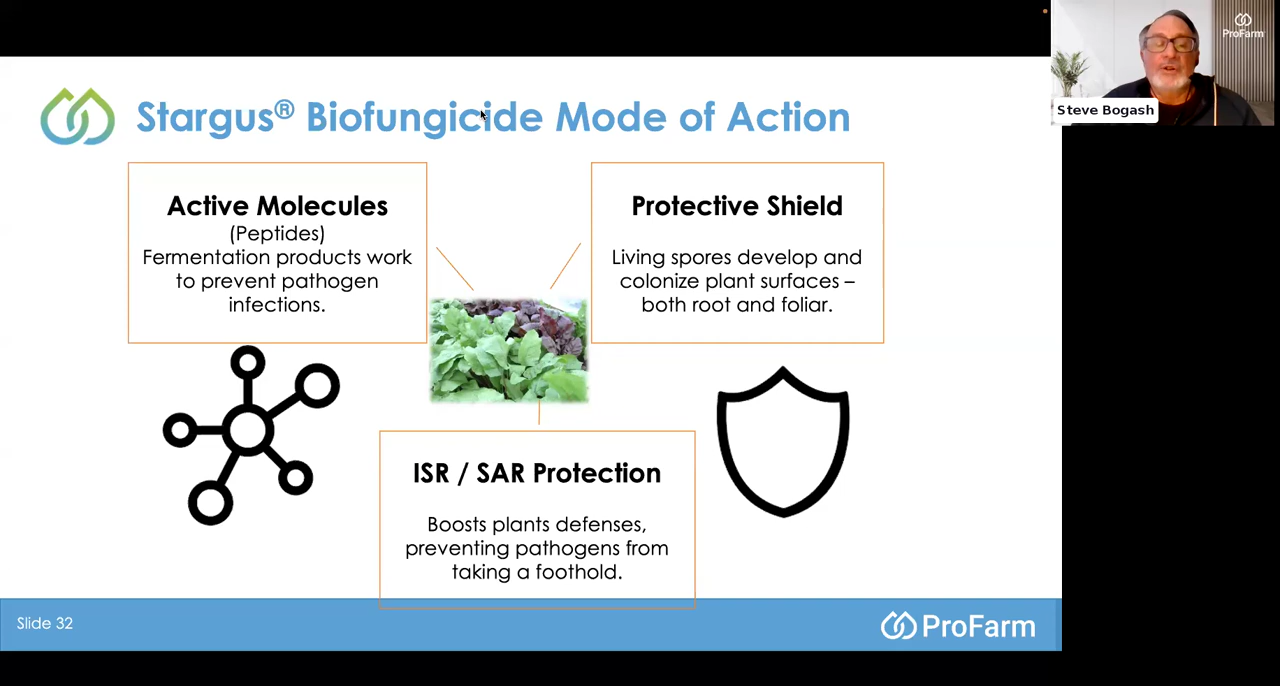 ProFarm
Steve Bogash
Stargus® Biofungicide Mode of Action
Active Molecules
(Peptides)
Fermentation products work
to prevent pathogen
infections.
Protective Shield
Living spores develop and
colonize plant surfaces –
both root and foliar.
ISR / SAR Protection
Boosts plants defenses,
preventing pathogens from
taking a foothold.
Slide 32
ProFarm